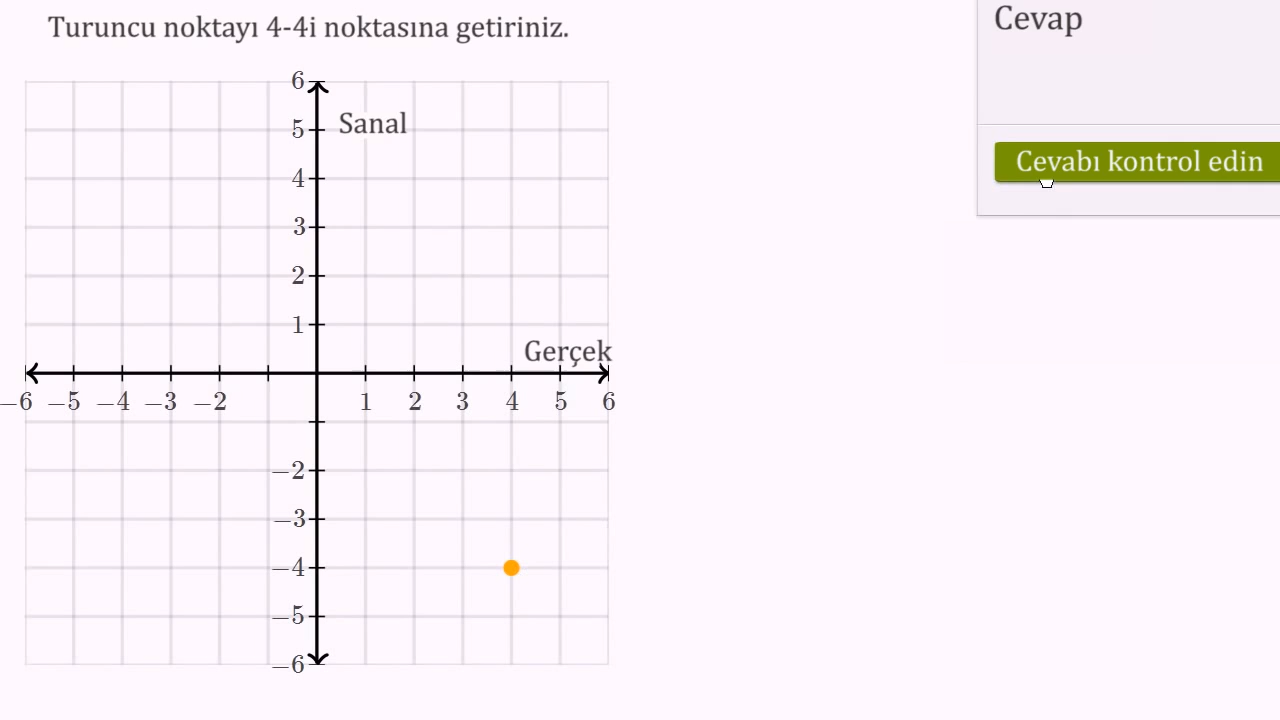 Turuncu noktayı 4-4i noktasına getiriniz.
Cevap
Cevabı kontrol edin
6
5
Sanal
4
3
2
1
Gerçek
−6 −5 −4 −3 −2 1 2 3 4 5 6
−2
−3
−4
−5
−6